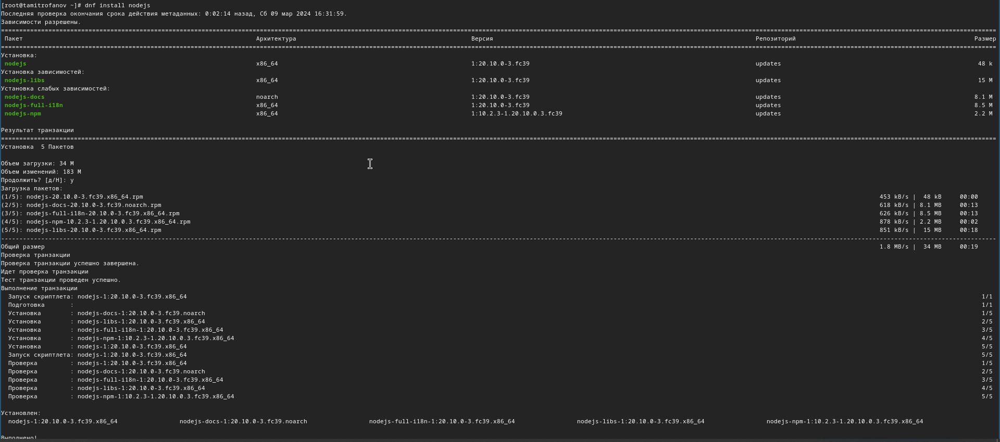 [root@tamitrofanov ~]# dnf install nodejs
Последняя проверка окончания срока действия метаданных: 0:02:14 назад, Сб 09 мар 2024 16:31:59.
Зависимости разрешены.
Пакет Архитектура Версия Репозиторий Размер
Установка:
nodejs x86_64 1:20.10.0-3.fc39 updates 48 k
Установка зависимостей:
nodejs-libs x86_64 1:20.10.0-3.fc39 updates 15 M
Установка слабых зависимостей:
nodejs-docs noarch 1:20.10.0-3.fc39 updates 8.1 M
nodejs-full-i18n x86_64 1:20.10.0-3.fc39 updates 8.5 M
nodejs-npm x86_64 1:10.2.3-1.20.10.0.3.fc39 updates 2.2 M
Результат транзакции
Установка 5 Пакетов
Объем загрузки: 34 M
Объем изменений: 183 M
Продолжить? [д/Н]: y
Загрузка пакетов:
(1/5): nodejs-20.10.0-3.fc39.x86_64.rpm 453 kB/s | 48 kB 00:00
(2/5): nodejs-docs-20.10.0-3.fc39.noarch.rpm 618 kB/s | 8.1 MB 00:13
(3/5): nodejs-full-i18n-20.10.0-3.fc39.x86_64.rpm 626 kB/s | 8.5 MB 00:13
(4/5): nodejs-npm-10.2.3-1.20.10.0.3.fc39.x86_64.rpm 878 kB/s | 2.2 MB 00:02
(5/5): nodejs-libs-20.10.0-3.fc39.x86_64.rpm 851 kB/s | 15 MB 00:18
Общий размер 1.8 MB/s | 34 MB 00:19
Проверка транзакции
Проверка транзакции успешно завершена.
Идет проверка транзакции
Тест транзакции проведен успешно.
Выполнение транзакции
Запуск скриптлета: nodejs-1:20.10.0-3.fc39.x86_64 1/1
Подготовка : 1/1
Установка : nodejs-docs-1:20.10.0-3.fc39.noarch 1/5
Установка : nodejs-libs-1:20.10.0-3.fc39.x86_64 2/5
Установка : nodejs-full-i18n-1:20.10.0-3.fc39.x86_64 3/5
Установка : nodejs-npm-1:10.2.3-1.20.10.0.3.fc39.x86_64 4/5
Установка : nodejs-1:20.10.0-3.fc39.x86_64 5/5
Запуск скриптлета: nodejs-1:20.10.0-3.fc39.x86_64 5/5
Проверка : nodejs-1:20.10.0-3.fc39.x86_64 1/5
Проверка : nodejs-docs-1:20.10.0-3.fc39.noarch 2/5
Проверка : nodejs-full-i18n-1:20.10.0-3.fc39.x86_64 3/5
Проверка : nodejs-libs-1:20.10.0-3.fc39.x86_64 4/5
Проверка : nodejs-npm-1:10.2.3-1.20.10.0.3.fc39.x86_64 5/5
Установлен:
nodejs-1:20.10.0-3.fc39.x86_64 nodejs-docs-1:20.10.0-3.fc39.noarch nodejs-full-i18n-1:20.10.0-3.fc39.x86_64 nodejs-libs-1:20.10.0-3.fc39.x86_64 nodejs-npm-1:10.2.3-1.20.10.0.3.fc39.x86_64
Выполнено!